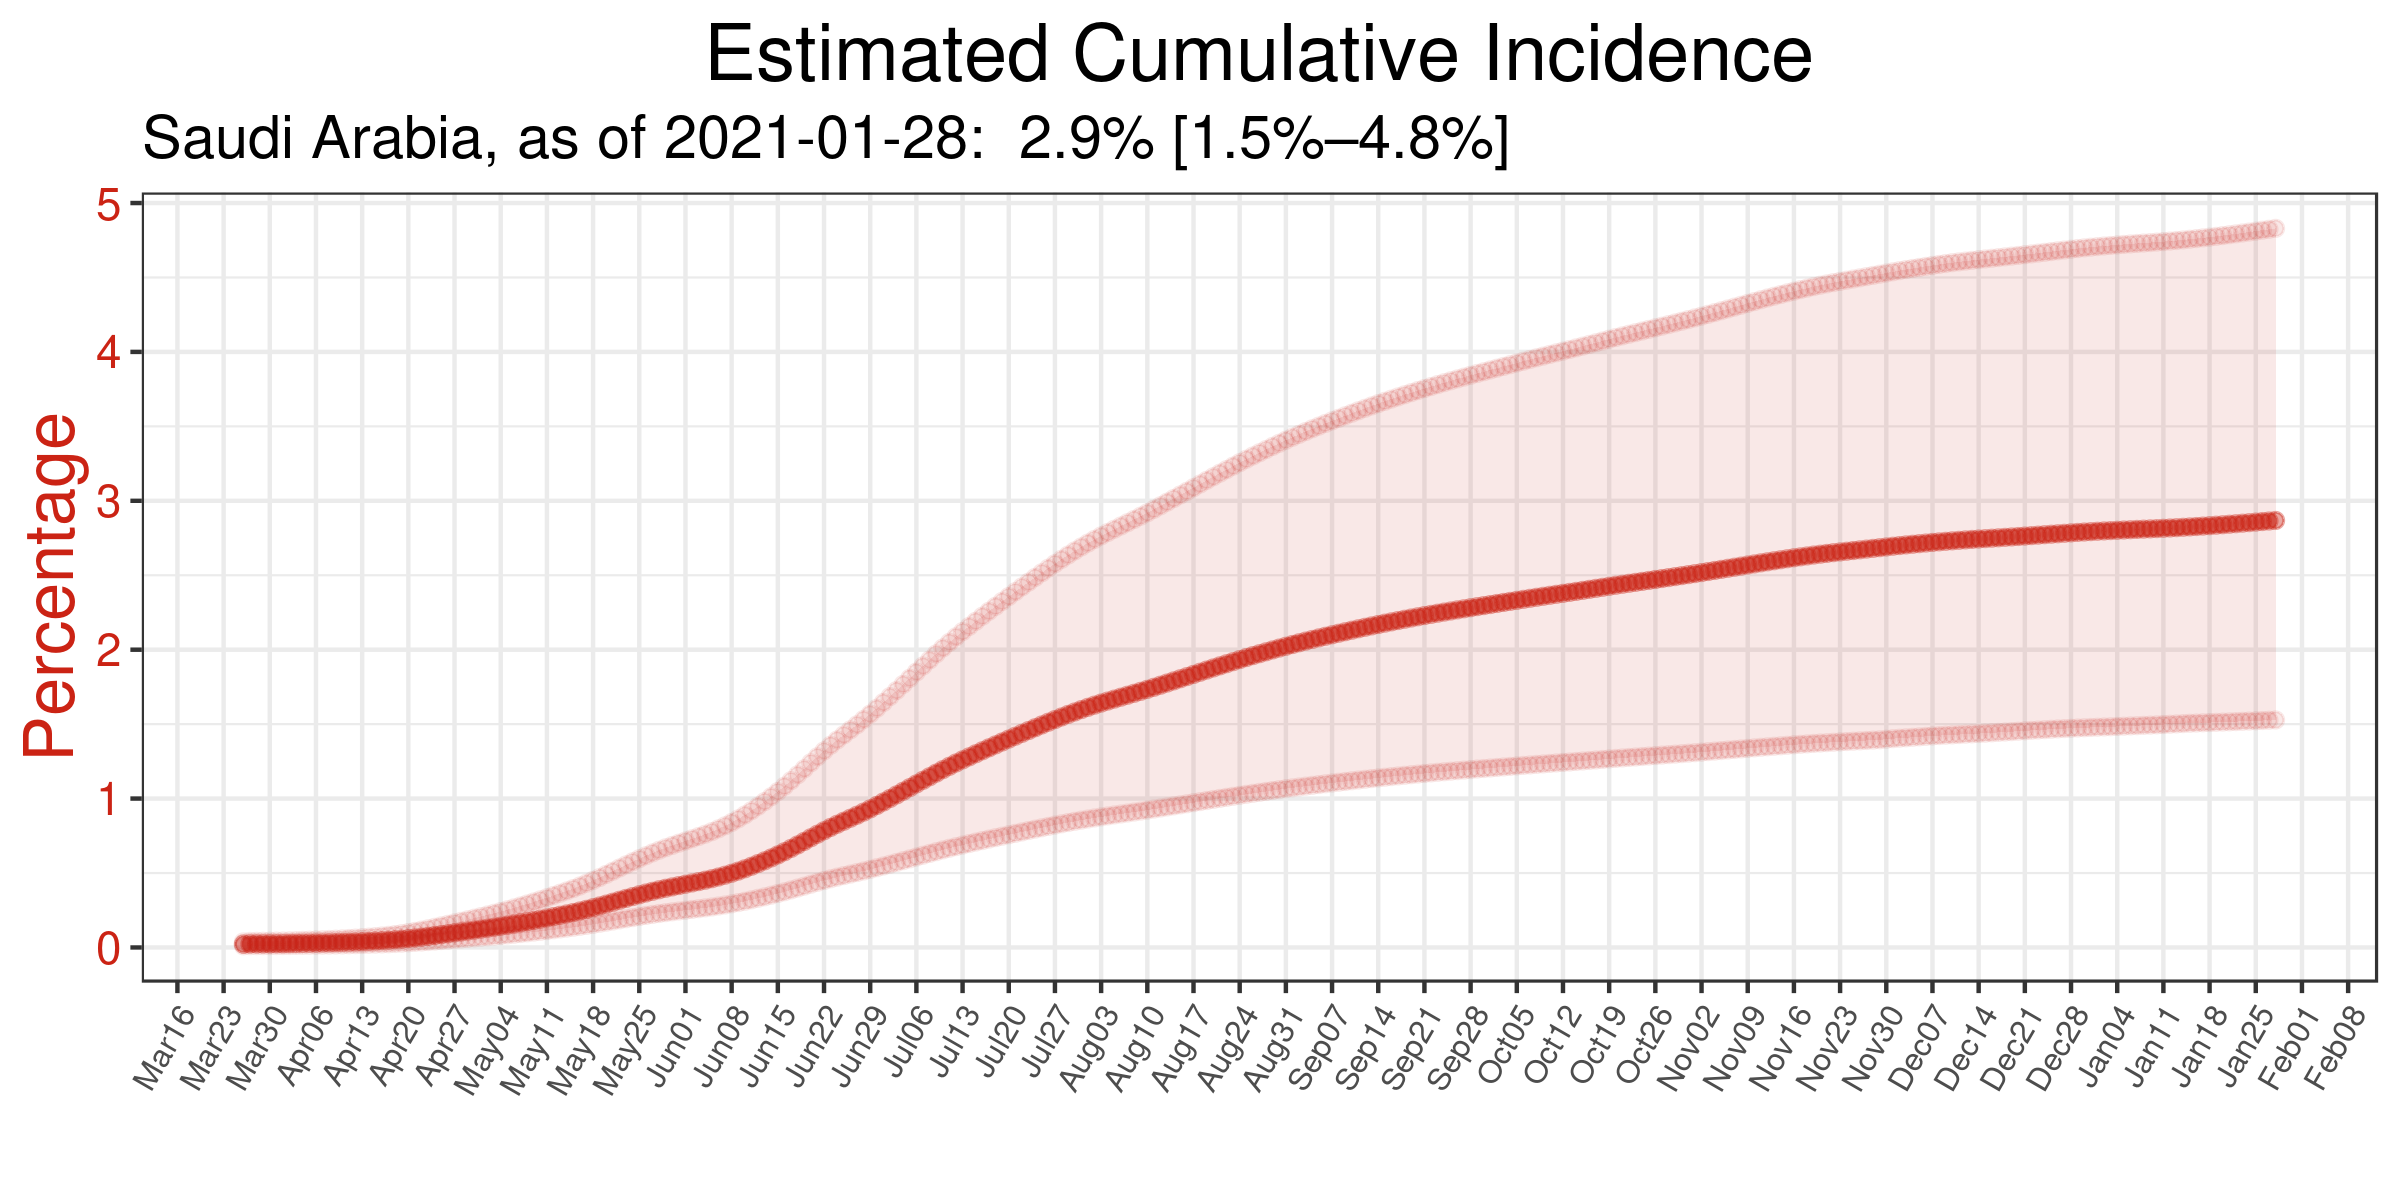 Estimated Cumulative Incidence
Saudi Arabia, as of 2021-01-28:  2.9% [1.5%–4.8%]
Percentage
5
4
3
2
1
0
Mar16
Mar23
Mar30
Apr06
Apr13
Apr20
Apr27
May04
May11
May18
May25
Jun01
Jun08
Jun15
Jun22
Jun29
Jul06
Jul13
Jul20
Jul27
Aug03
Aug10
Aug17
Aug24
Aug31
Sep07
Sep14
Sep21
Sep28
Oct05
Oct12
Oct19
Oct26
Nov02
Nov09
Nov16
Nov23
Nov30
Dec07
Dec14
Dec21
Dec28
Jan04
Jan11
Jan18
Jan25
Feb01
Feb08